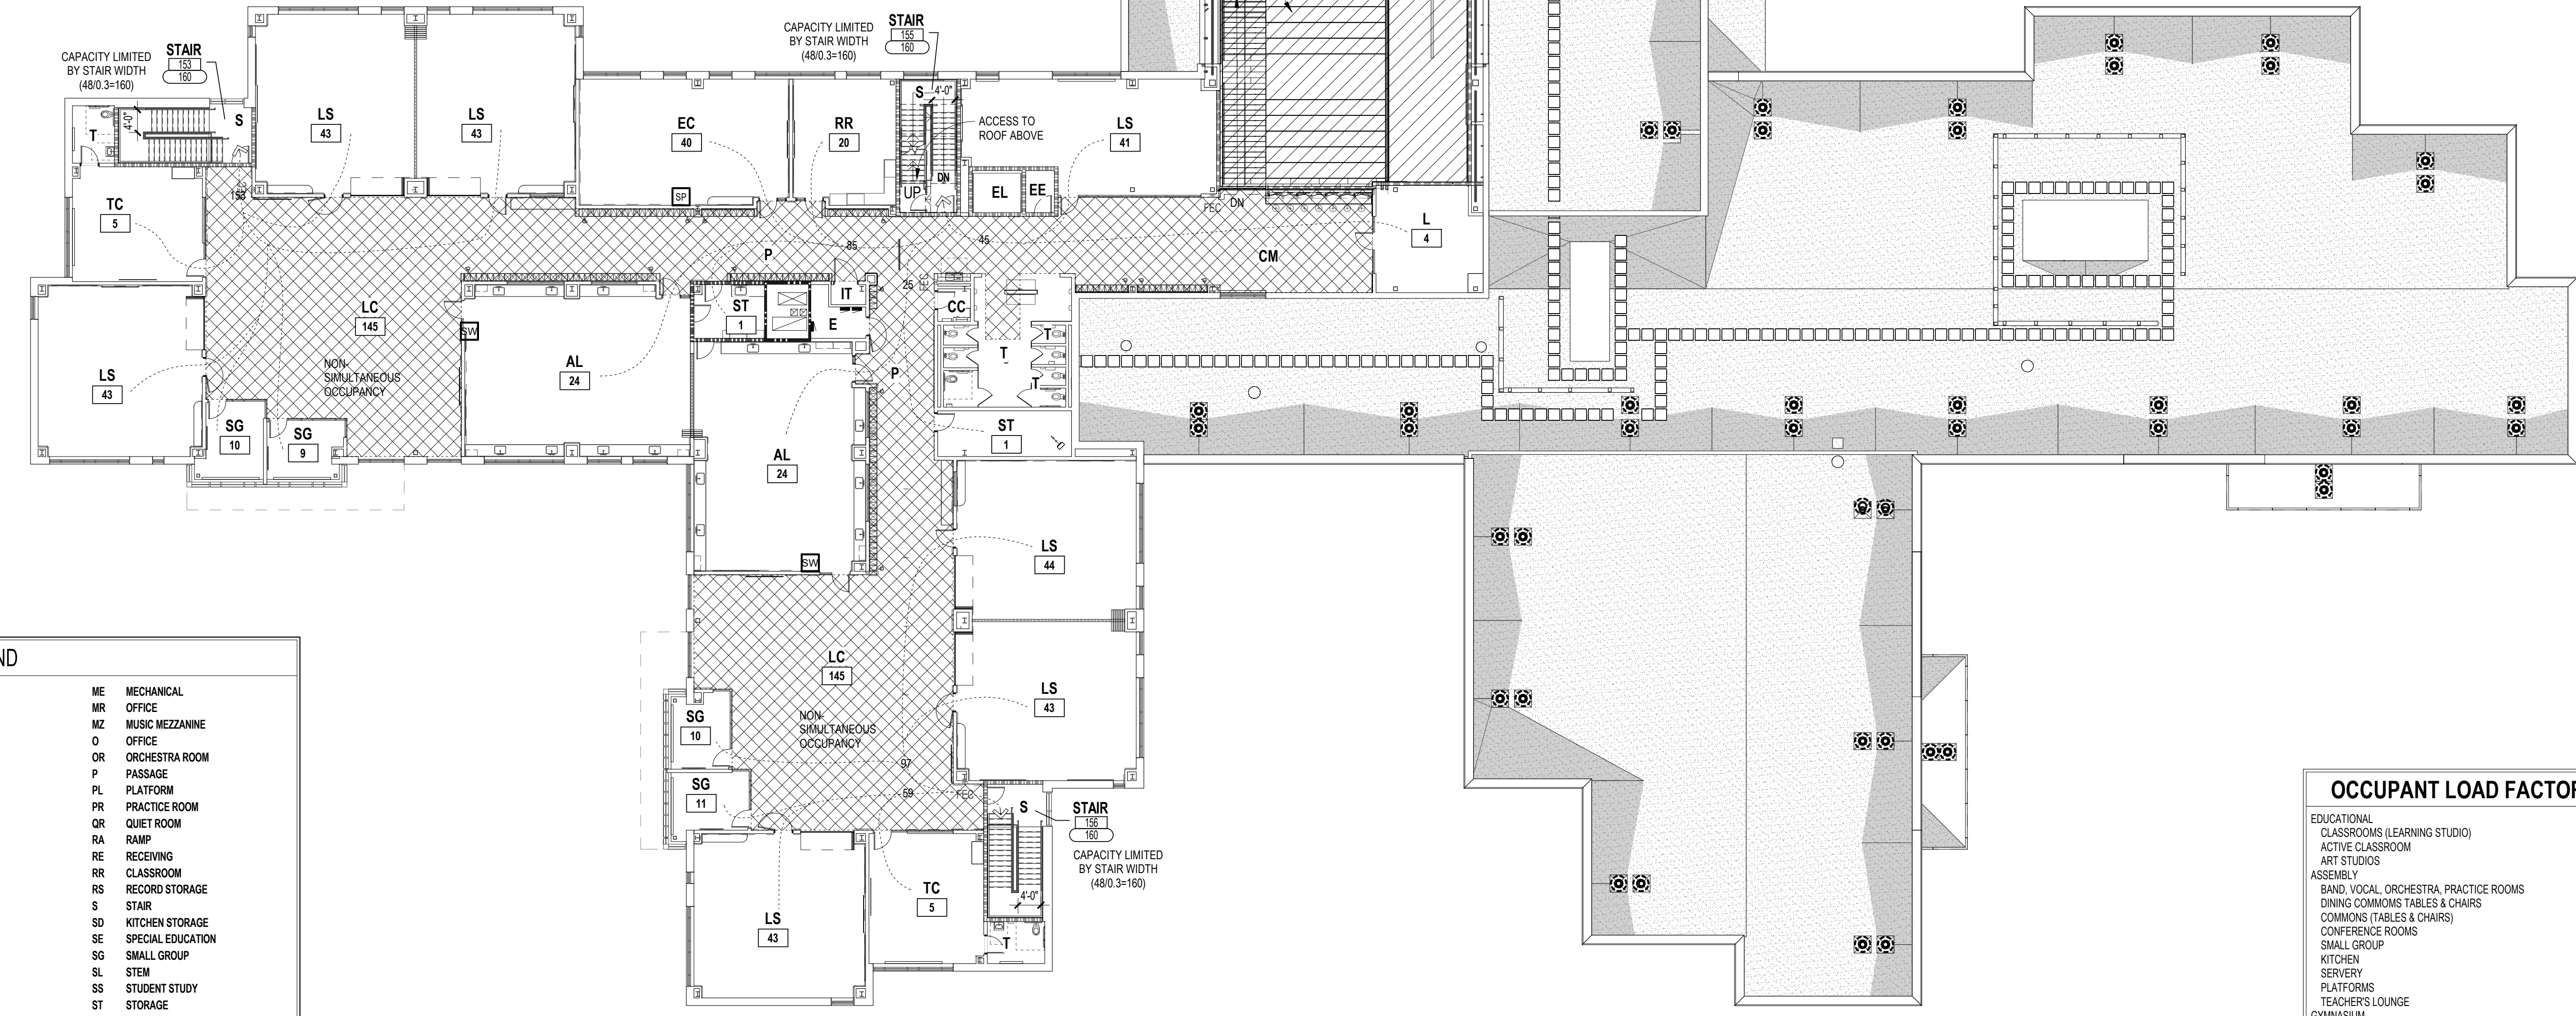 CAPACITY LIMITED
BY STAIR WIDTH
(48/0.3=160)
STAIR
153
160
CAPACITY LIMITED
BY STAIR WIDTH
(48/0.3=160)
STAIR
155
160
T
4'-0"
S
LS
43
LS
43
EC
40
SP
RR
20
S
4'-0"
ACCESS TO
ROOF ABOVE
UP
DN
EL
EE
LS
41
FEC
DN
TC
5
FEC
P
85
45
CM
L
4
LC
145
NON-
SIMULTANEOUS
OCCUPANCY
SW
LS
43
SG
10
SG
9
AL
24
ST
1
IT
E
25
FEC
CC
T
T
T
P
ST
1
AL
24
SW
LS
44
LC
145
NON-
SIMULTANEOUS
OCCUPANCY
LS
43
SG
10
SG
11
97
59
FEC
S
STAIR
156
160
CAPACITY LIMITED
BY STAIR WIDTH
(48/0.3=160)
4'-0"
LS
43
TC
5
T
ND
ME MECHANICAL
MR OFFICE
MZ MUSIC MEZZANINE
O OFFICE
OR ORCHESTRA ROOM
P PASSAGE
PL PLATFORM
PR PRACTICE ROOM
QR QUIET ROOM
RA RAMP
RE RECEIVING
RR CLASSROOM
RS RECORD STORAGE
S STAIR
SD KITCHEN STORAGE
SE SPECIAL EDUCATION
SG SMALL GROUP
SL STEM
SS STUDENT STUDY
ST STORAGE
OCCUPANT LOAD FACTOR
EDUCATIONAL
CLASSROOMS (LEARNING STUDIO)
ACTIVE CLASSROOM
ART STUDIOS
ASSEMBLY
BAND, VOCAL, ORCHESTRA, PRACTICE ROOMS
DINING COMMOMS TABLES & CHAIRS
COMMONS (TABLES & CHAIRS)
CONFERENCE ROOMS
SMALL GROUP
KITCHEN
SERVERY
PLATFORMS
TEACHER'S LOUNGE
GYMNASIUM